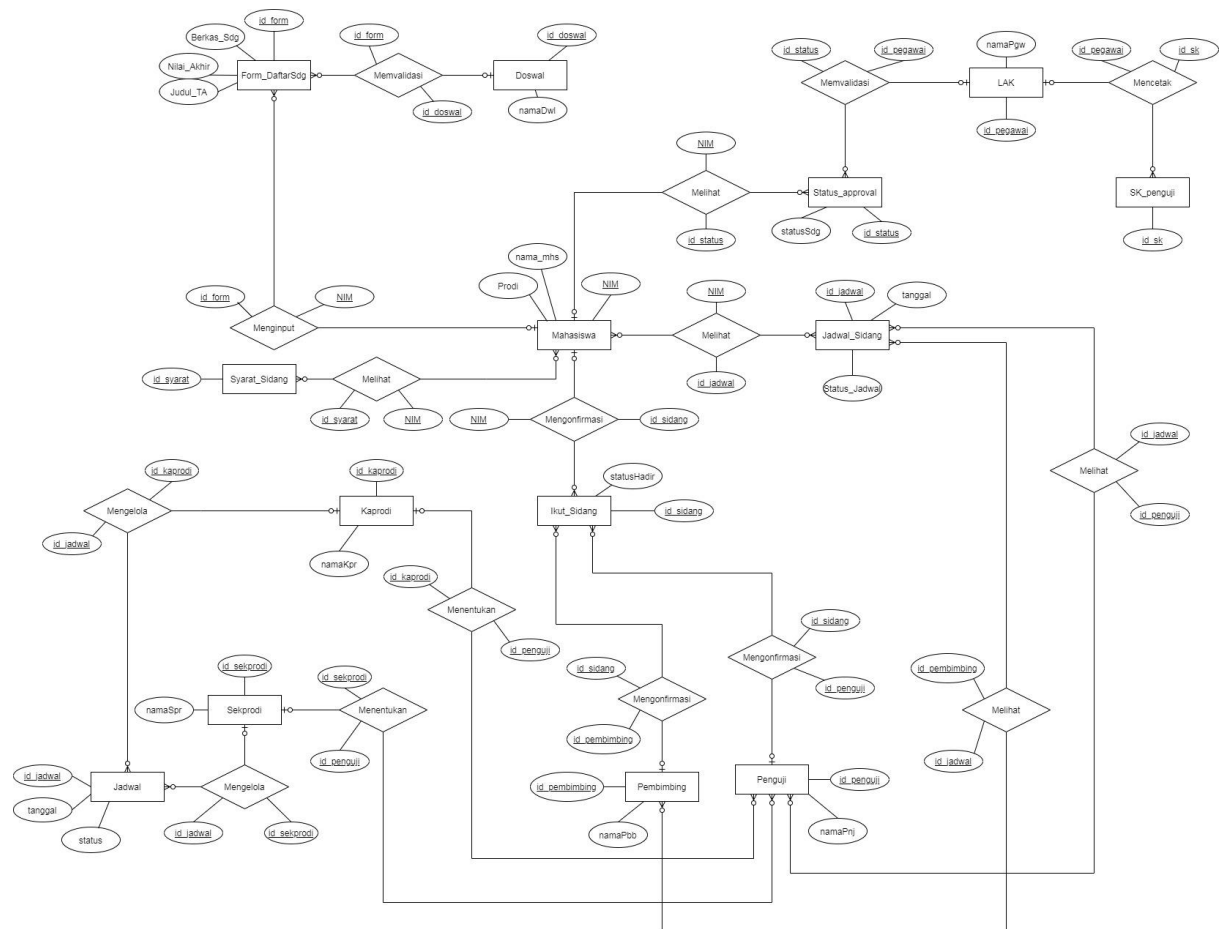 id_form
Berkas_Sdg
Nilai_Akhir
Judul_TA
Form_DaftarSdg
id_form
Memvalidasi
id_doswal
id_doswal
Doswal
namaDwl
id_status
id_pegawai
Memvalidasi
namaPgw
LAK
id_pegawai
id_pegawai
id_sk
Mencetak
SK_penguji
id_sk
NIM
Melihat
id_status
Status_approval
statusSdg
id_status
nama_mhs
Prodi
NIM
Mahasiswa
id_form
NIM
Menginput
NIM
Melihat
id_jadwal
id_jadwal
tanggal
Jadwal_Sidang
Status_Jadwal
id_syarat
Syarat_Sidang
Melihat
id_syarat
NIM
NIM
Mengonfirmasi
id_sidang
id_jadwal
Melihat
id_penguji
id_kaprodi
Mengelola
id_jadwal
id_kaprodi
Kaprodi
namaKpr
statusHadir
Ikut_Sidang
id_sidang
id_kaprodi
Menentukan
id_penguji
id_sidang
Mengonfirmasi
id_penguji
id_sidang
Mengonfirmasi
id_pembimbing
id_pembimbing
Melihat
id_jadwal
id_sekprodi
namaSpr
Sekprodi
id_sekprodi
Menentukan
id_penguji
id_jadwal
tanggal
Jadwal
status
Mengelola
id_jadwal
id_sekprodi
id_pembimbing
Pembimbing
namaPbb
Penguji
id_penguji
namaPnj